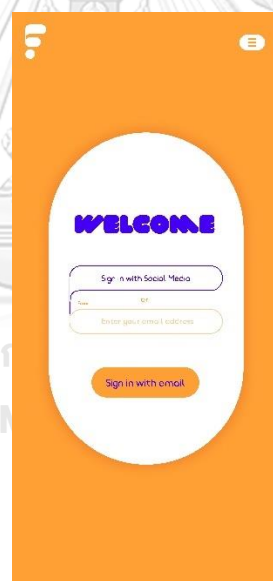 WELCOME
Sign in with Social Media
or
Enter your email address
Sign in with email